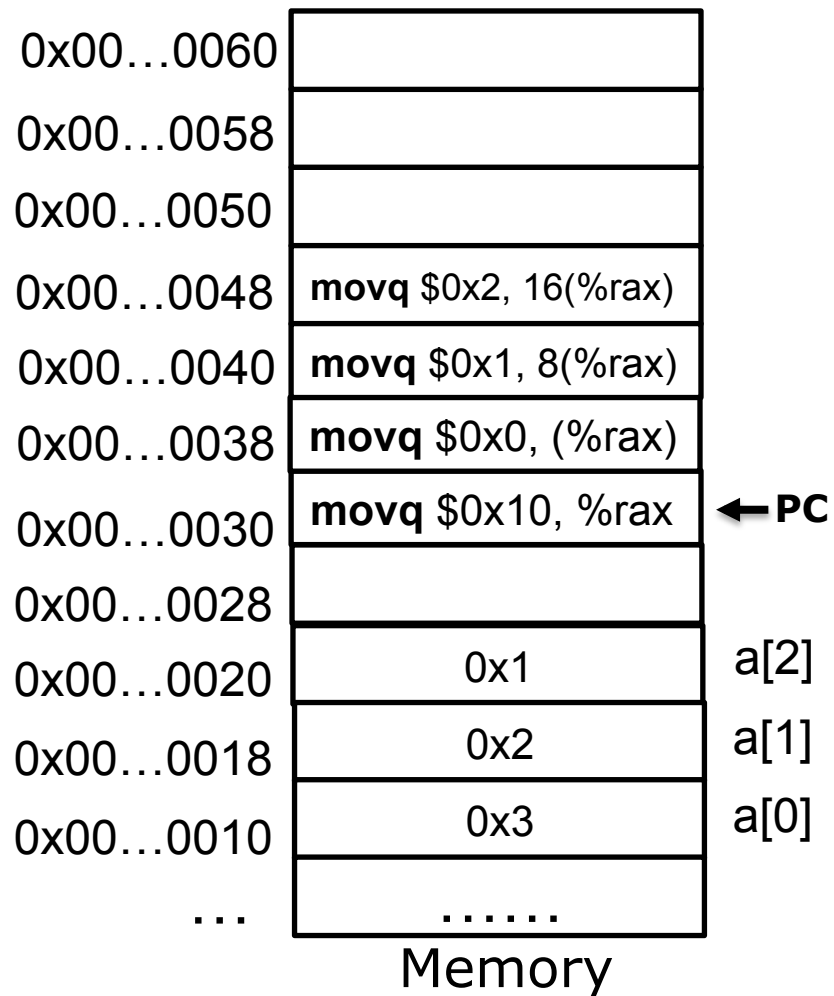 0x00...0060
0x00...0058
0x00...0050
0x00...0048 movq $0x2, 16(%rax)
0x00...0040 movq $0x1, 8(%rax)
0x00...0038 movq $0x0, (%rax)
0x00...0030 movq $0x10, %rax PC
0x00...0028
0x00...0020 0x1 a[2]
0x00...0018 0x2 a[1]
0x00...0010 0x3 a[0]
... ......
Memory